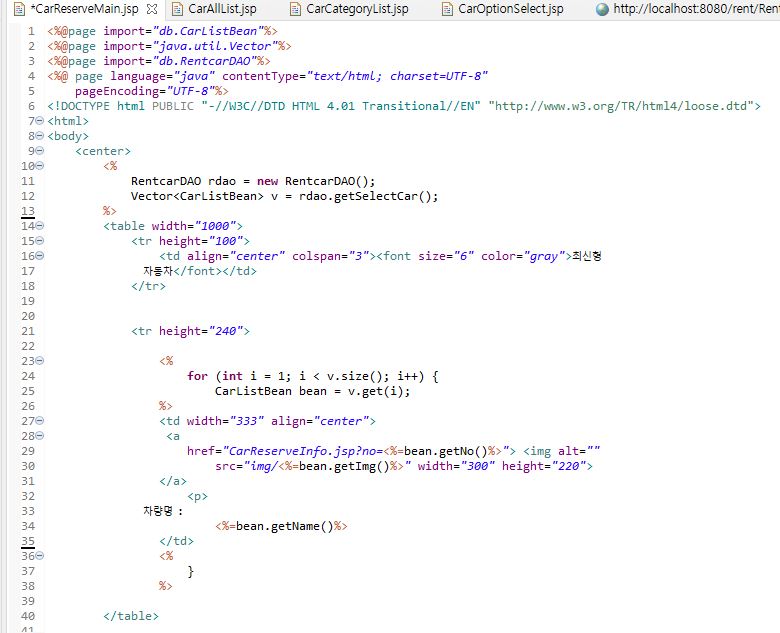 *CarReserveMain.jsp CarAllList.jsp CarCategoryList.jsp CarOptionSelect.jsp http://localhost:8080/rent/Rent
1 <%@page import="db.CarListBean"%>
2 <%@page import="java.util.Vector"%>
3 <%@page import="db.RentcarDAO"%>
4 <%@ page language="java" contentType="text/html; charset=UTF-8"
5     pageEncoding="UTF-8"%>
6 <!DOCTYPE html PUBLIC "-//W3C//DTD HTML 4.01 Transitional//EN" "http://www.w3.org/TR/html4/loose.dtd">
7 <html>
8 <body>
9     <center>
10         <%
11             RentcarDAO rdao = new RentcarDAO();
12             Vector<CarListBean> v = rdao.getSelectCar();
13         %>
14         <table width="1000">
15             <tr height="100">
16                 <td align="center" colspan="3"><font size="6" color="gray">최신형
17               자동차</font></td>
18             </tr>
19
20
21             <tr height="240">
22
23                 <%
24                     for (int i = 1; i < v.size(); i++) {
25                         CarListBean bean = v.get(i);
26                 %>
27                 <td width="333" align="center">
28                  <a
29                     href="CarReserveInfo.jsp?no=<%=bean.getNo()%>"> <img alt=""
30                         src="img/<%=bean.getImg()%>" width="300" height="220">
31                 </a>
32                     <p>
33               차량명 :
34                         <%=bean.getName()%>
35                 </td>
36                 <%
37                     }
38                 %>
39
40         </table>
41